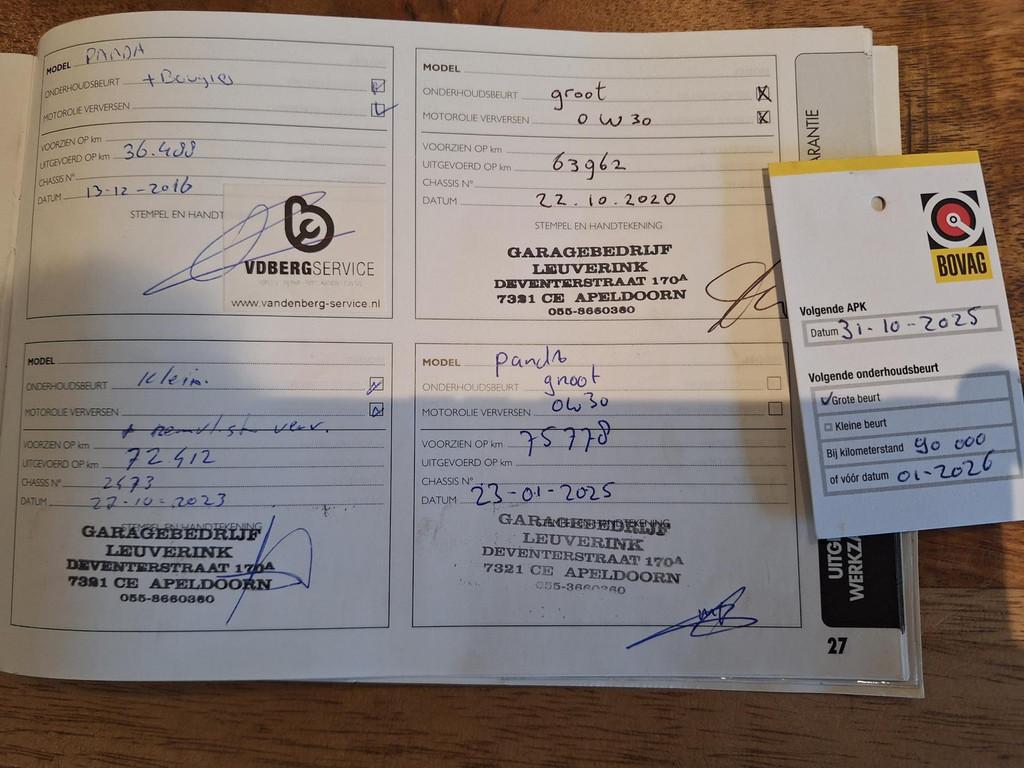 MODEL PANDA
ONDERHOUDSBEURT + Bougies
MOTOROLIE VERVERSEN
VOORZIEN OP km
UITGEVOERD OP km 36.488
CHASSIS N°
DATUM 13-12-2016
STEMPEL EN HANDT
VDBERGSERVICE
www.vandenberg-service.nl
MODEL
ONDERHOUDSBEURT groot
MOTOROLIE VERVERSEN 0W30
VOORZIEN OP km
UITGEVOERD OP km 63962
CHASSIS N°
DATUM 22.10.2020
STEMPEL EN HANDTEKENING
GARAGEBEDRIJF
LEUVERINK
DEVENTERSTRAAT 170A
7321 CE APELDOORN
055-3660360
MODEL
ONDERHOUDSBEURT Klein.
MOTOROLIE VERVERSEN
+ remvlst verv.
VOORZIEN OP km
UITGEVOERD OP km 72412
CHASSIS N° 2473
DATUM 27-10-2023
STEMPEL EN HANDTEKENING
GARAGEBEDRIJF
LEUVERINK
DEVENTERSTRAAT 170A
7321 CE APELDOORN
055-3660360
MODEL Panda
ONDERHOUDSBEURT groot
MOTOROLIE VERVERSEN 0W30
VOORZIEN OP km 75778
UITGEVOERD OP km
CHASSIS N°
DATUM 23-01-2025
GARAGEBEDRIJF
LEUVERINK
DEVENTERSTRAAT 170A
7321 CE APELDOORN
055-3660360
ARANTIE
BOVAG
Volgende APK
Datum 31-10-2025
Volgende onderhoudsbeurt
Grote beurt
Kleine beurt
Bij kilometerstand 90 000
of vóór datum 01-2026
UITG
WERKZ
27